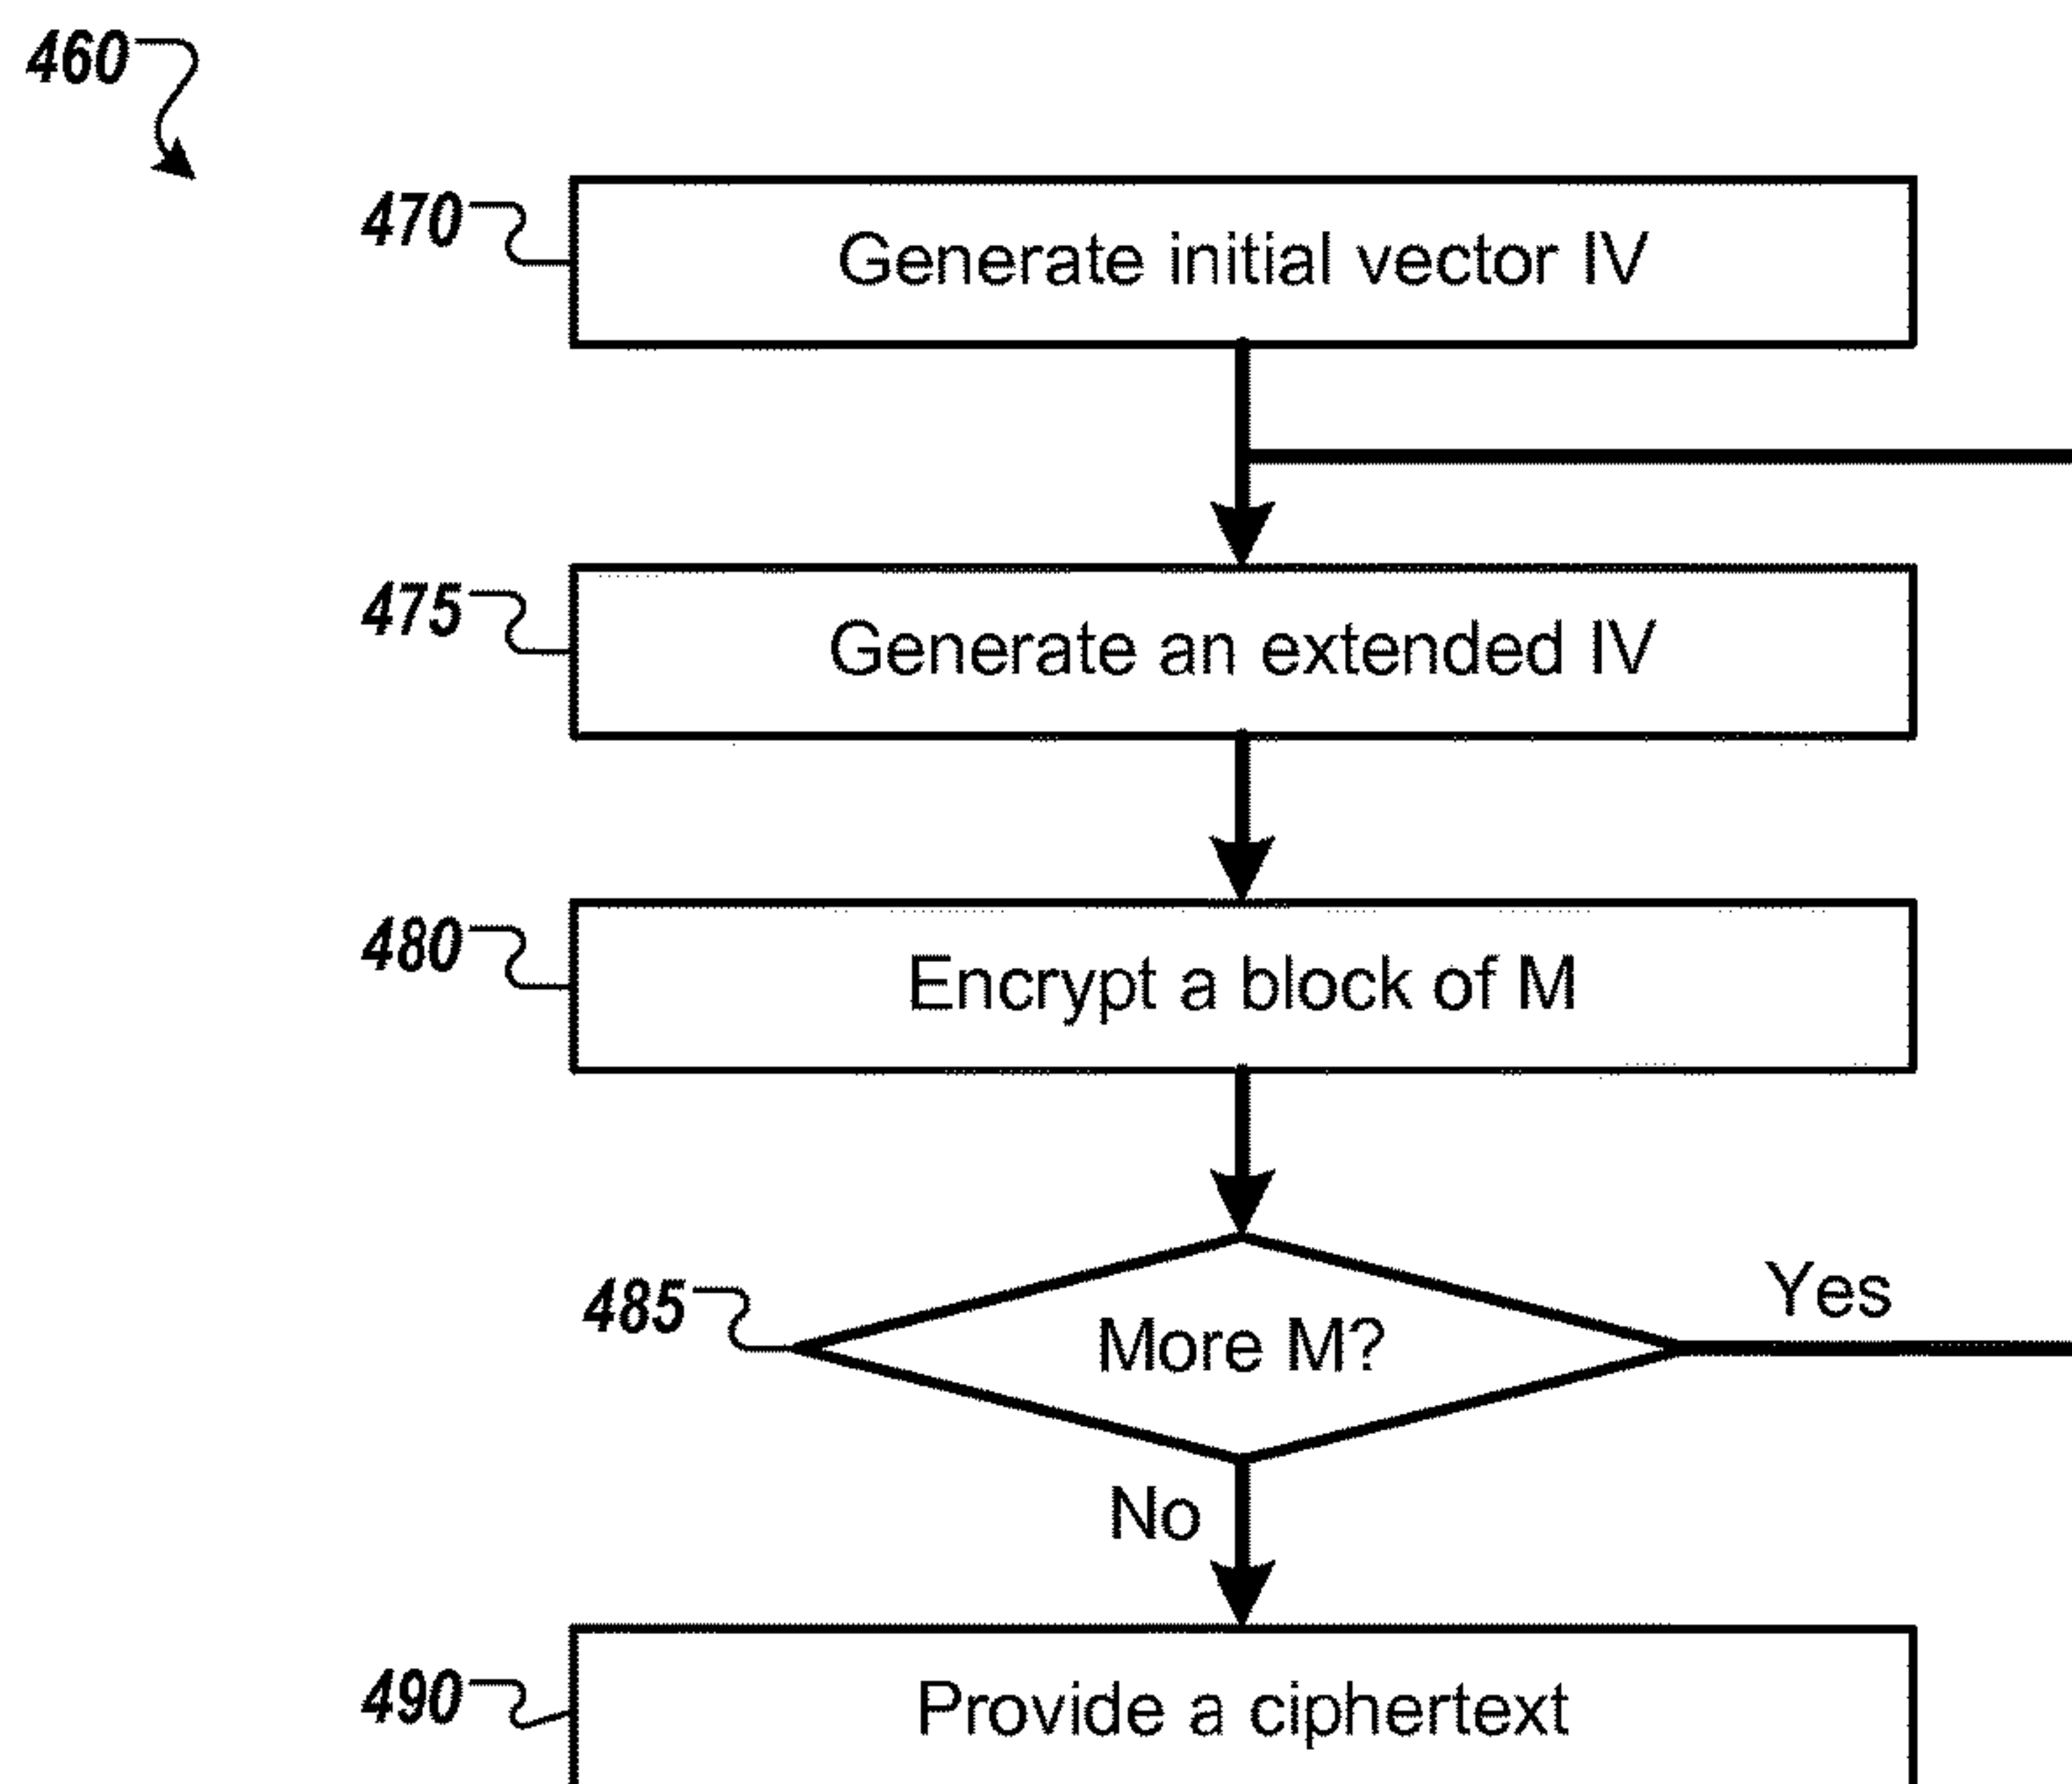 460
470
Generate initial vector IV
475
Generate an extended IV
480
Encrypt a block of M
485
More M?
Yes
No
490
Provide a ciphertext